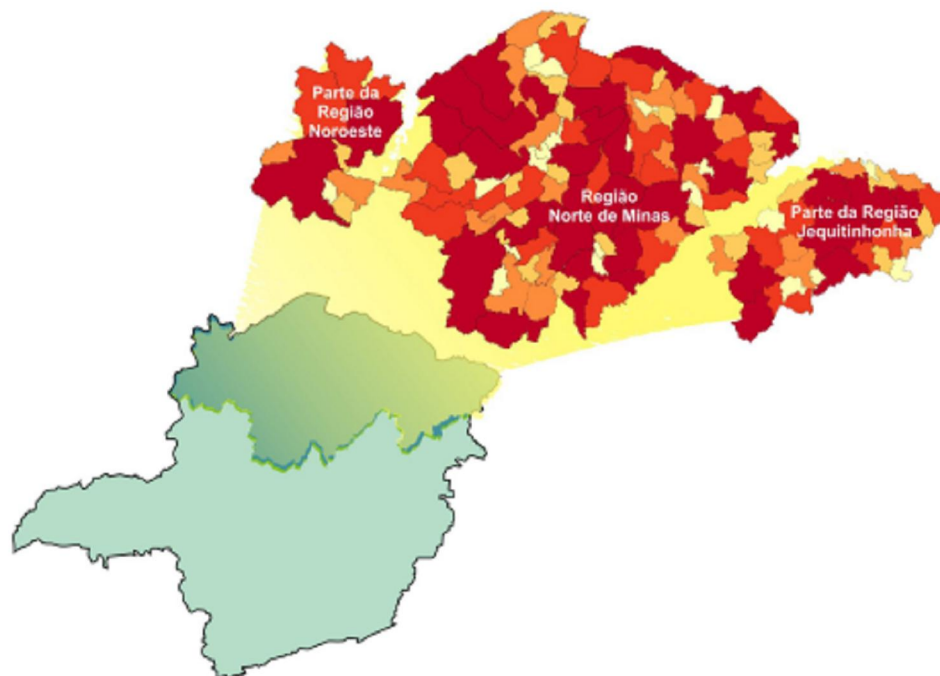 Parte da
Região
Noroeste
Região
Norte de Minas
Parte da Região
Jequitinhonha